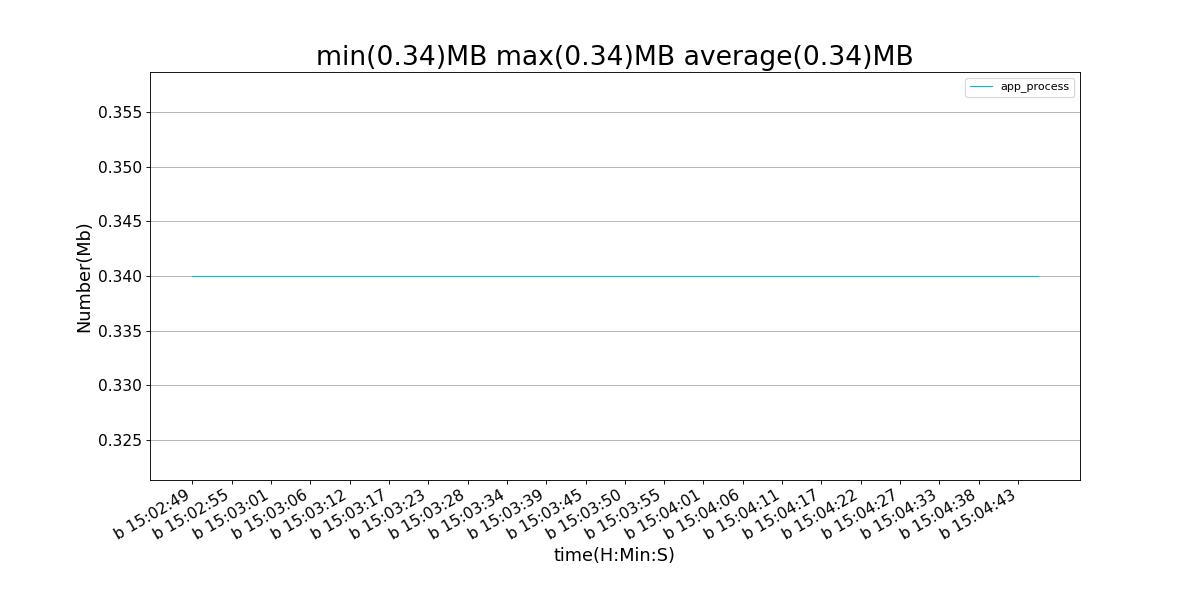 min(0.34)MB max(0.34)MB average(0.34)MB
app_process
0.355
0.350
0.345
0.340
0.335
0.330
0.325
Number(Mb)
b 15:02:49
b 15:02:55
b 15:03:01
b 15:03:06
b 15:03:12
b 15:03:17
b 15:03:23
b 15:03:28
b 15:03:34
b 15:03:39
b 15:03:45
b 15:03:50
b 15:03:55
b 15:04:01
b 15:04:06
b 15:04:11
b 15:04:17
b 15:04:22
b 15:04:27
b 15:04:33
b 15:04:38
b 15:04:43
time(H:Min:S)